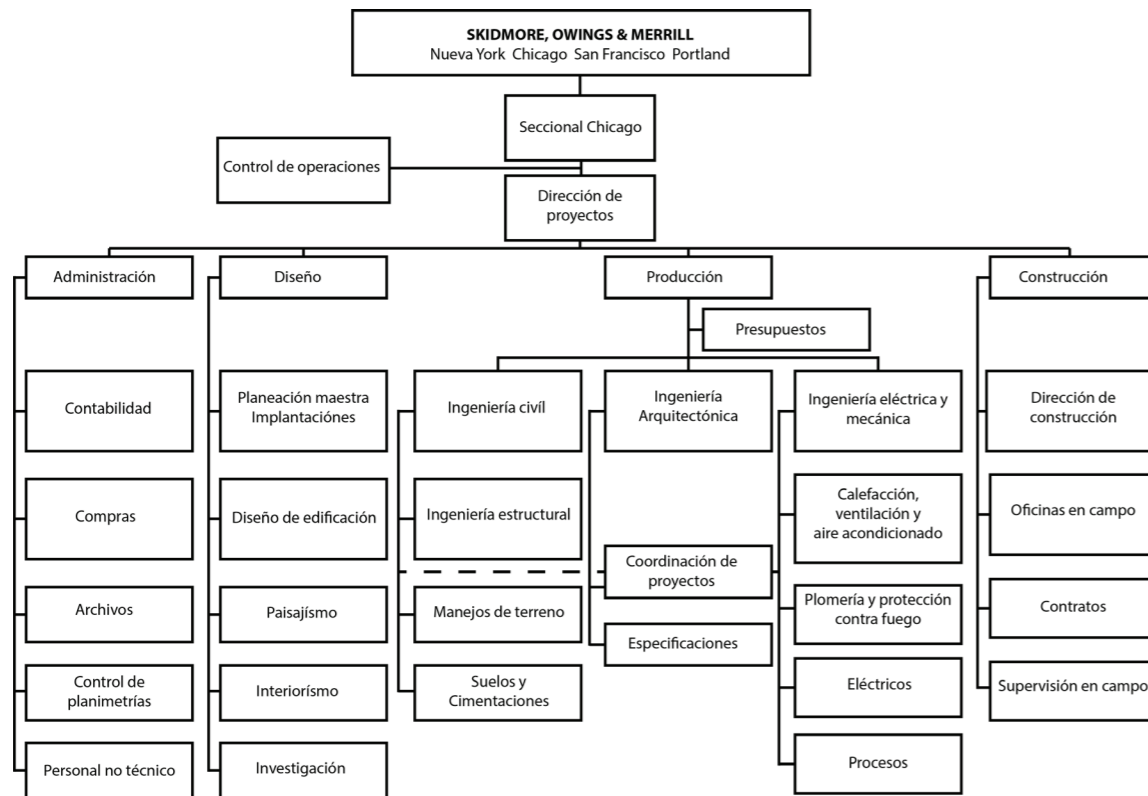 SKIDMORE, OWINGS & MERRILL
Nueva York Chicago San Francisco Portland
Seccional Chicago
Control de operaciones
Dirección de
proyectos
Administración
Diseño
Producción
Construcción
Presupuestos
Contabilidad
Planeación maestra
Implantaciónes
Ingeniería civíl
Ingeniería
Arquitectónica
Ingeniería eléctrica y
mecánica
Dirección de
construcción
Compras
Diseño de edificación
Ingeniería estructural
Calefacción,
ventilación y
aire acondicionado
Oficinas en campo
Coordinación de
proyectos
Archivos
Paisajísmo
Manejos de terreno
Plomería y protección
contra fuego
Contratos
Especificaciones
Control de
planimetrías
Interiorísmo
Suelos y
Cimentaciones
Eléctricos
Supervisión en campo
Personal no técnico
Investigación
Procesos